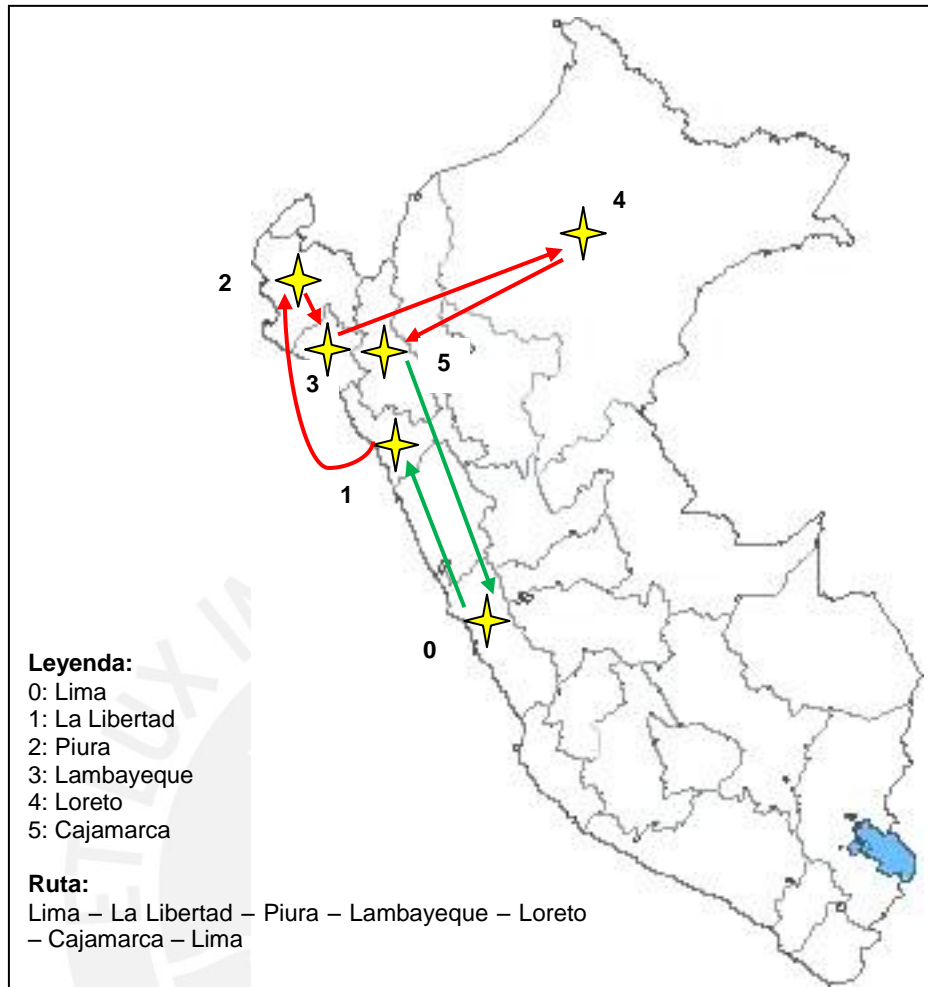 4
2
5
3
1
0
Leyenda:
0: Lima
1: La Libertad
2: Piura
3: Lambayeque
4: Loreto
5: Cajamarca
Ruta:
Lima – La Libertad – Piura – Lambayeque – Loreto
– Cajamarca – Lima